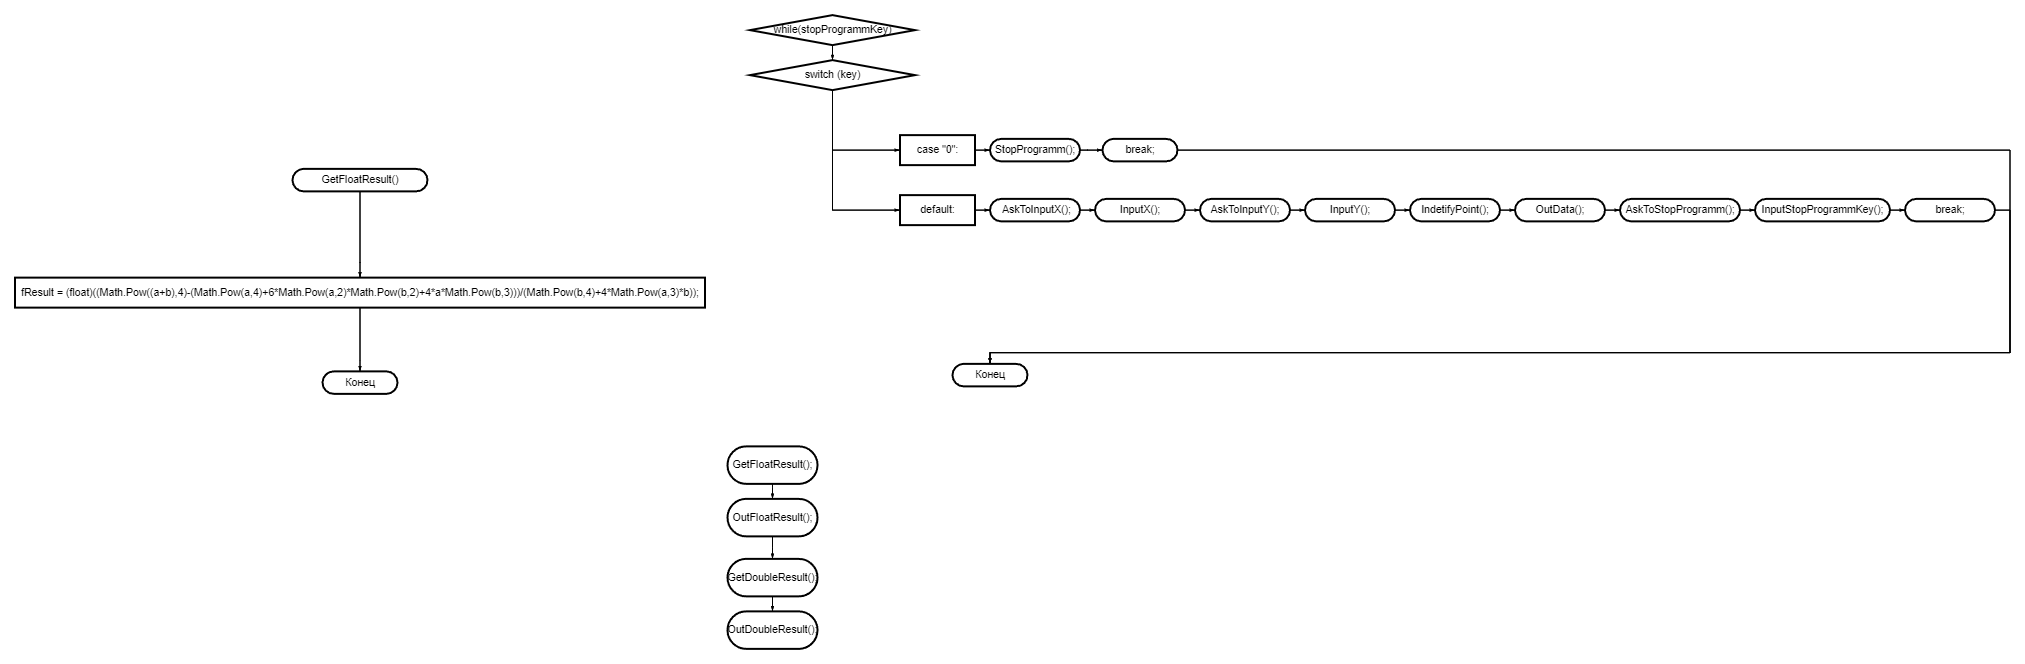 while(stopProgrammKey)
switch (key)
case "0":
StopProgramm();
break;
default:
AskToInputX();
InputX();
AskToInputY();
InputY();
IndetifyPoint();
OutData();
AskToStopProgramm();
InputStopProgrammKey();
break;
Конец
GetFloatResult()
fResult = (float)((Math.Pow((a+b),4)-(Math.Pow(a,4)+6*Math.Pow(a,2)*Math.Pow(b,2)+4*a*Math.Pow(b,3)))/(Math.Pow(b,4)+4*Math.Pow(a,3)*b));
Конец
GetFloatResult();
OutFloatResult();
GetDoubleResult();
OutDoubleResult();